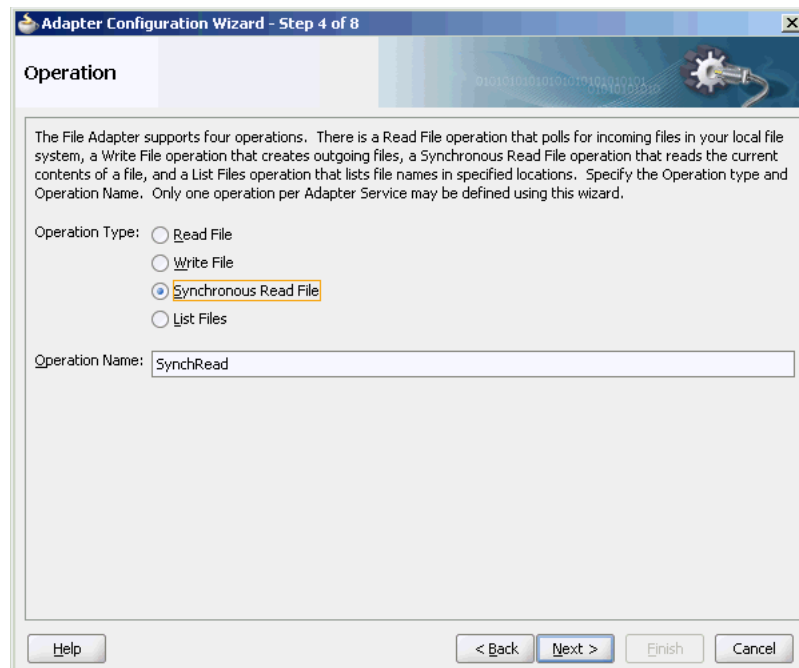 Adapter Configuration Wizard - Step 4 of 8
Operation
The File Adapter supports four operations. There is a Read File operation that polls for incoming files in your local file
system, a Write File operation that creates outgoing files, a Synchronous Read File operation that reads the current
contents of a file, and a List Files operation that lists file names in specified locations. Specify the Operation type and
Operation Name. Only one operation per Adapter Service may be defined using this wizard.
Operation Type: Read File
Write File
Synchronous Read File
List Files
Operation Name: SynchRead
Help < Back Next > Finish Cancel